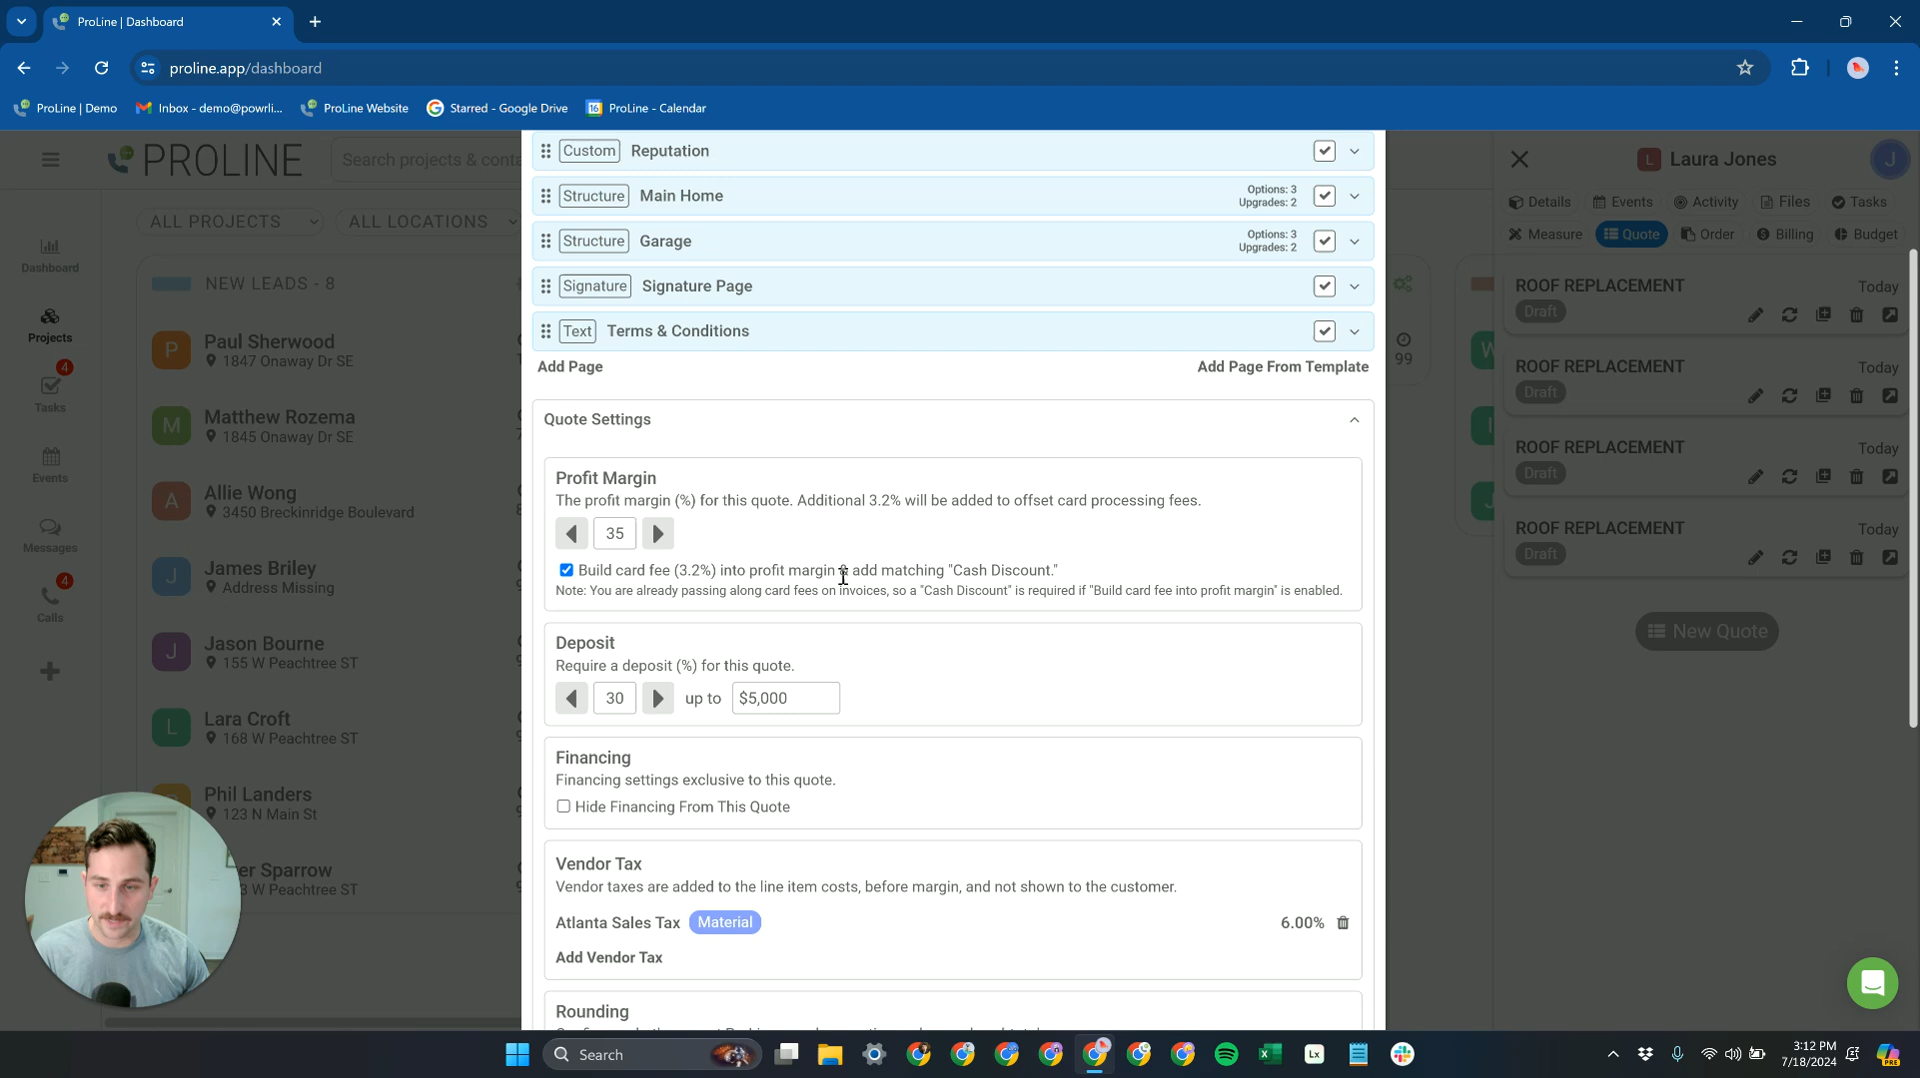 ProLine | Dashboard
proline.app/dashboard
ProLine | Demo
Inbox - demo@powrli...
ProLine Website
Starred - Google Drive
16
ProLine - Calendar
PROLINE
Search projects & conta
ALL PROJECTS
ALL LOCATIONS
Dashboard
Projects
4
Tasks
Events
Messages
4
Calls
NEW LEADS - 8
P
Paul Sherwood
1847 Onaway Dr SE
M
Matthew Rozema
1845 Onaway Dr SE
A
Allie Wong
3450 Breckinridge Boulevard
J
James Briley
Address Missing
J
Jason Bourne
155 W Peachtree ST
L
Lara Croft
168 W Peachtree ST
Phil Landers
123 N Main St
er Sparrow
3 W Peachtree ST
Custom Reputation
Structure Main Home
Options: 3
Upgrades: 2
Structure Garage
Options: 3
Upgrades: 2
Signature Signature Page
Text Terms & Conditions
Add Page
Add Page From Template
Quote Settings
Profit Margin
The profit margin (%) for this quote. Additional 3.2% will be added to offset card processing fees.
35
Build card fee (3.2%) into profit margin & add matching "Cash Discount."
Note: You are already passing along card fees on invoices, so a "Cash Discount" is required if "Build card fee into profit margin" is enabled.
Deposit
Require a deposit (%) for this quote.
30 up to $5,000
Financing
Financing settings exclusive to this quote.
Hide Financing From This Quote
Vendor Tax
Vendor taxes are added to the line item costs, before margin, and not shown to the customer.
Atlanta Sales Tax Material 6.00%
Add Vendor Tax
Rounding
99
L Laura Jones
J
Details Events Activity Files Tasks
Measure Quote Order Billing Budget
ROOF REPLACEMENT Today
Draft
ROOF REPLACEMENT Today
Draft
ROOF REPLACEMENT Today
Draft
ROOF REPLACEMENT Today
Draft
New Quote
Search
Lx
3:12 PM
7/18/2024
PRE